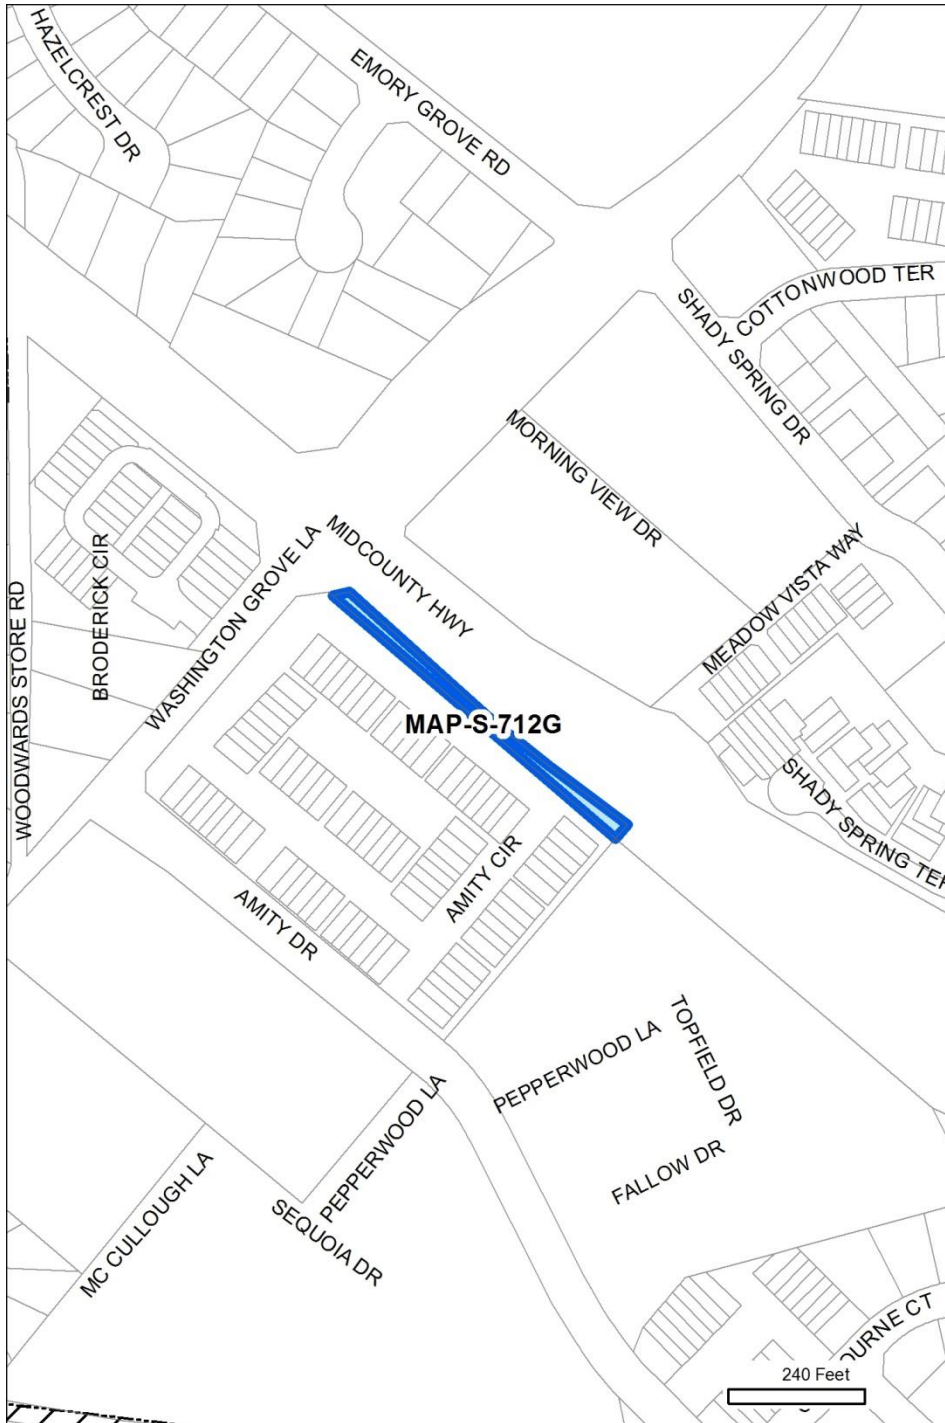 HAZELCREST DR
EMORY GROVE RD
COTTONWOOD TER
SHADY SPRING DR
MORNING VIEW DR
MIDCOUNTY HWY
WASHINGTON GROVE LA
BRODERICK CIR
WOODWARDS STORE RD
MEADOW VISTA WAY
MAP-S-712G
SHADY SPRING TER
AMITY CIR
AMITY DR
PEPPERWOOD LA
TOPFIELD DR
PEPPERWOOD LA
FALLOW DR
MC CULLOUGH LA
SEQUOIA DR
OURNE CT
240 Feet